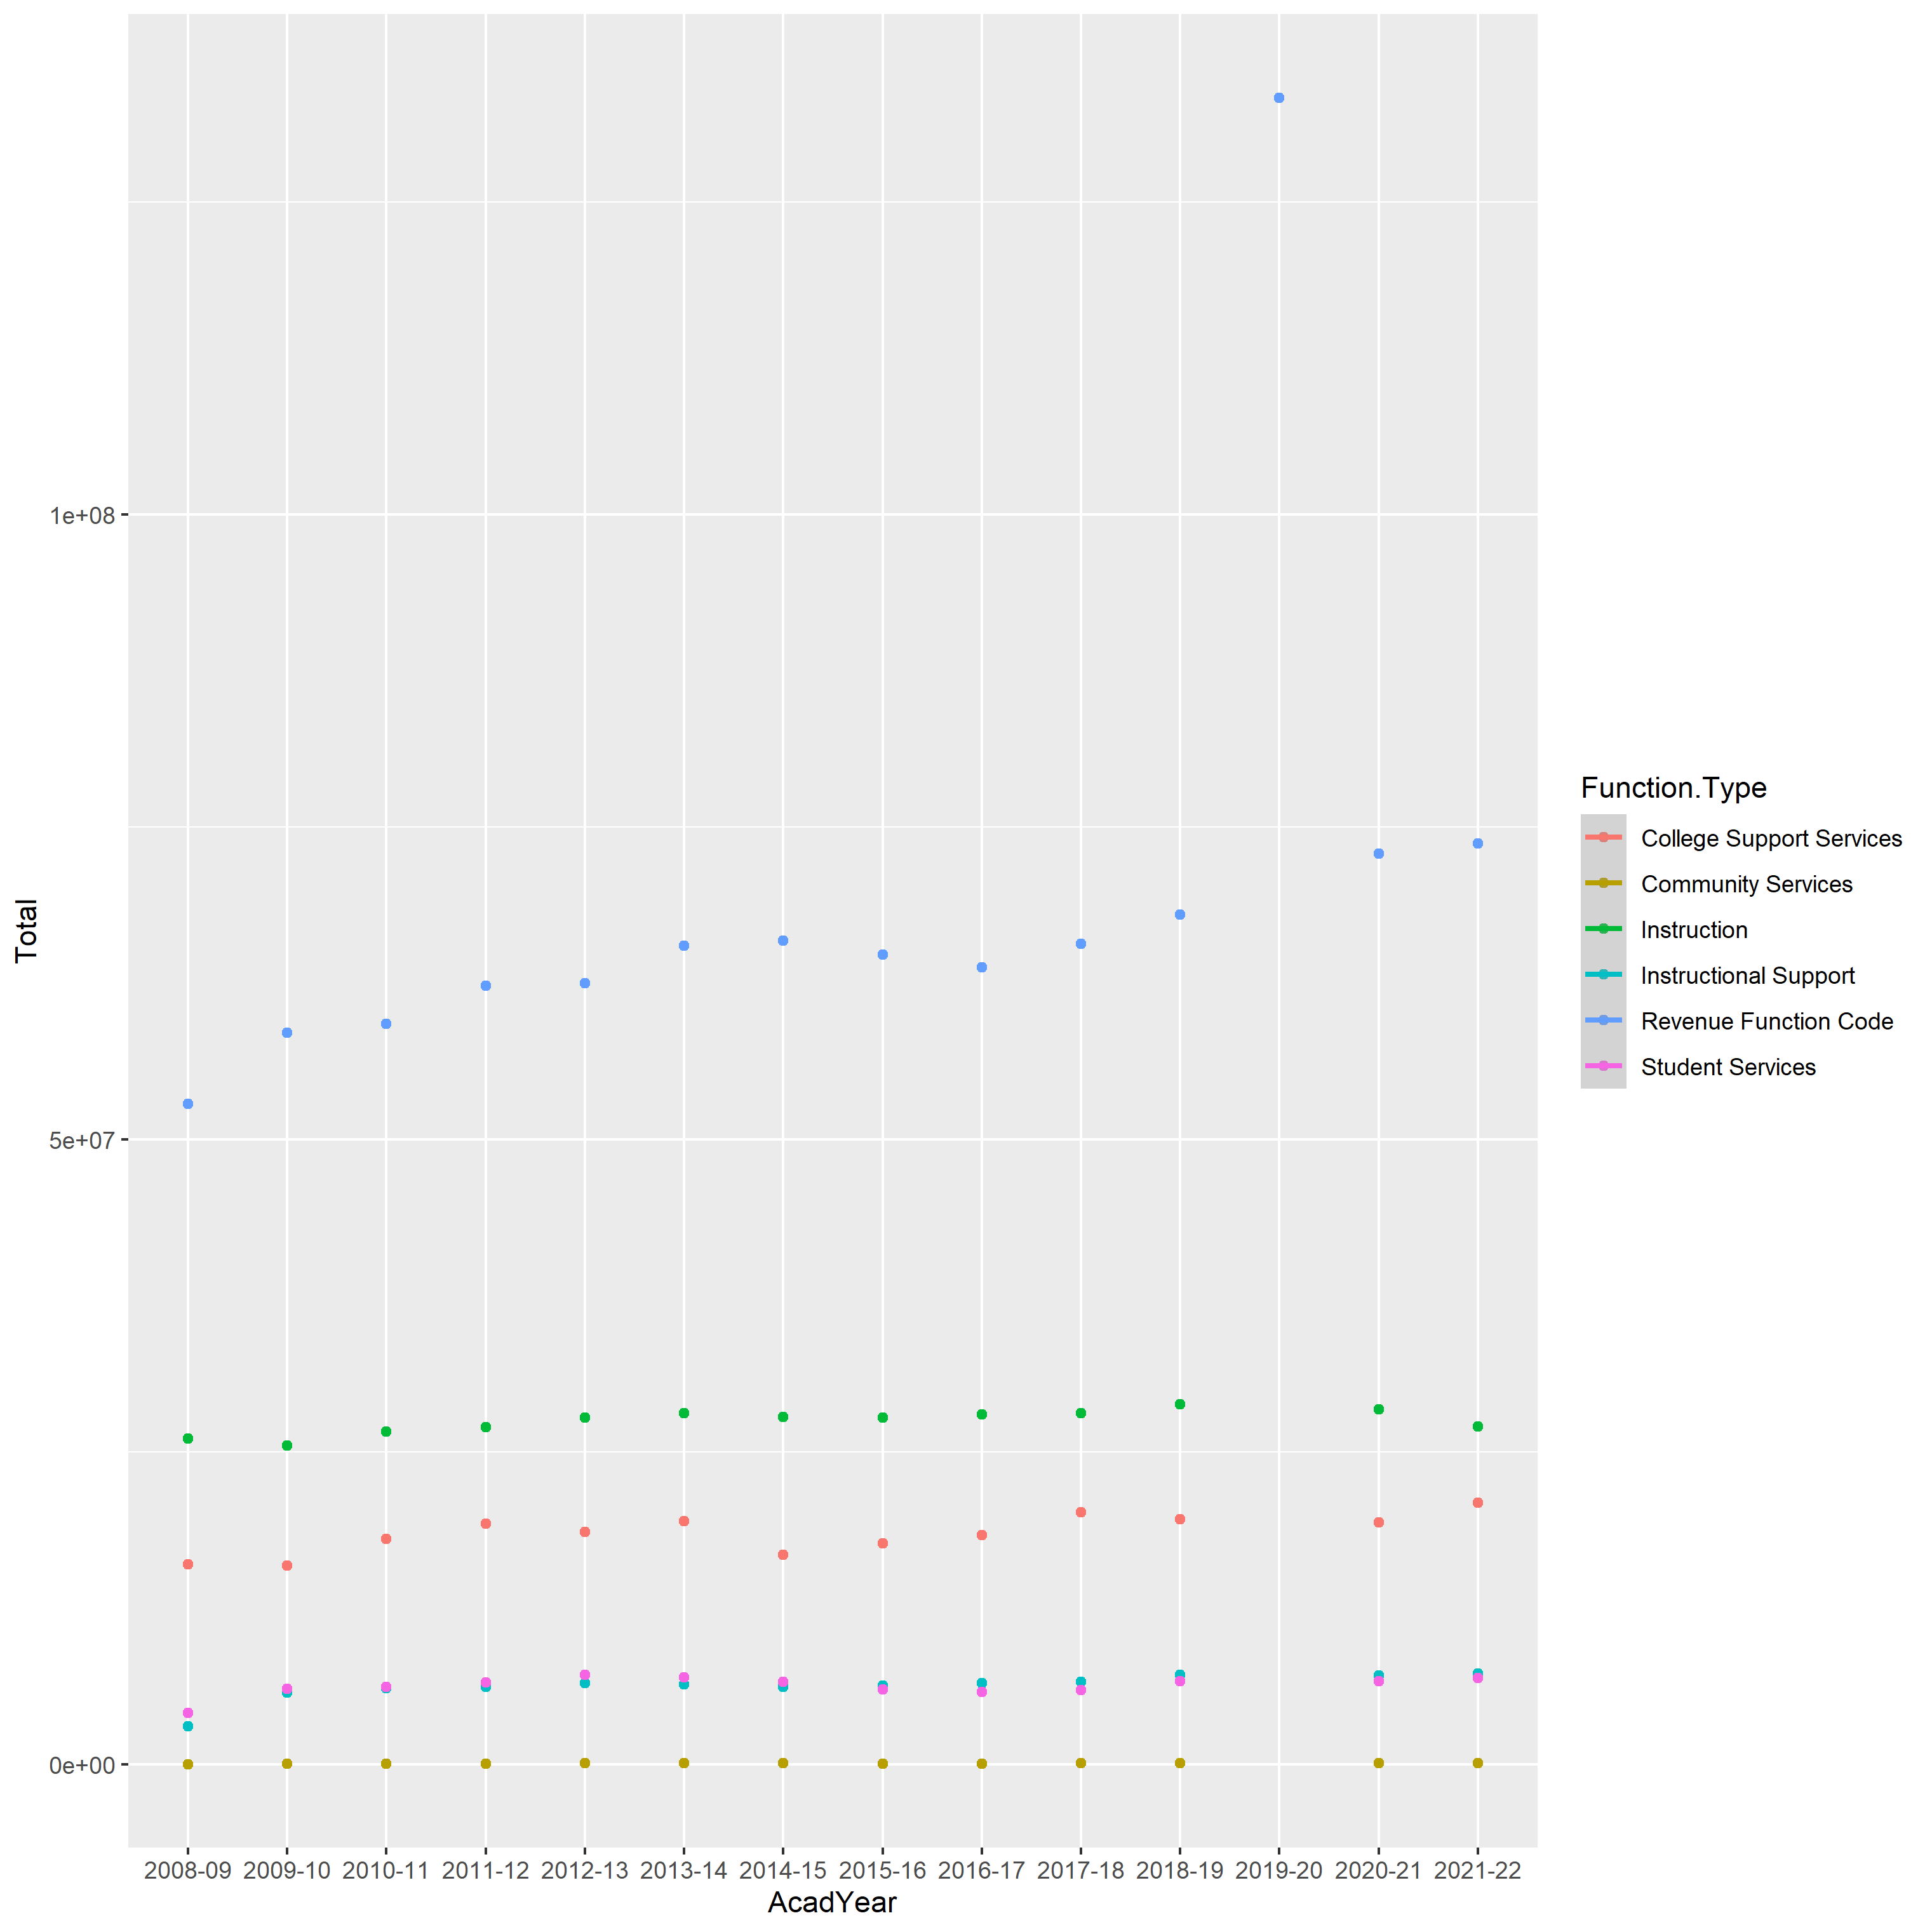 Total
1e+08
5e+07
0e+00
2008-09 2009-10 2010-11 2011-12 2012-13 2013-14 2014-15 2015-16 2016-17 2017-18 2018-19 2019-20 2020-21 2021-22
AcadYear
Function.Type
College Support Services
Community Services
Instruction
Instructional Support
Revenue Function Code
Student Services